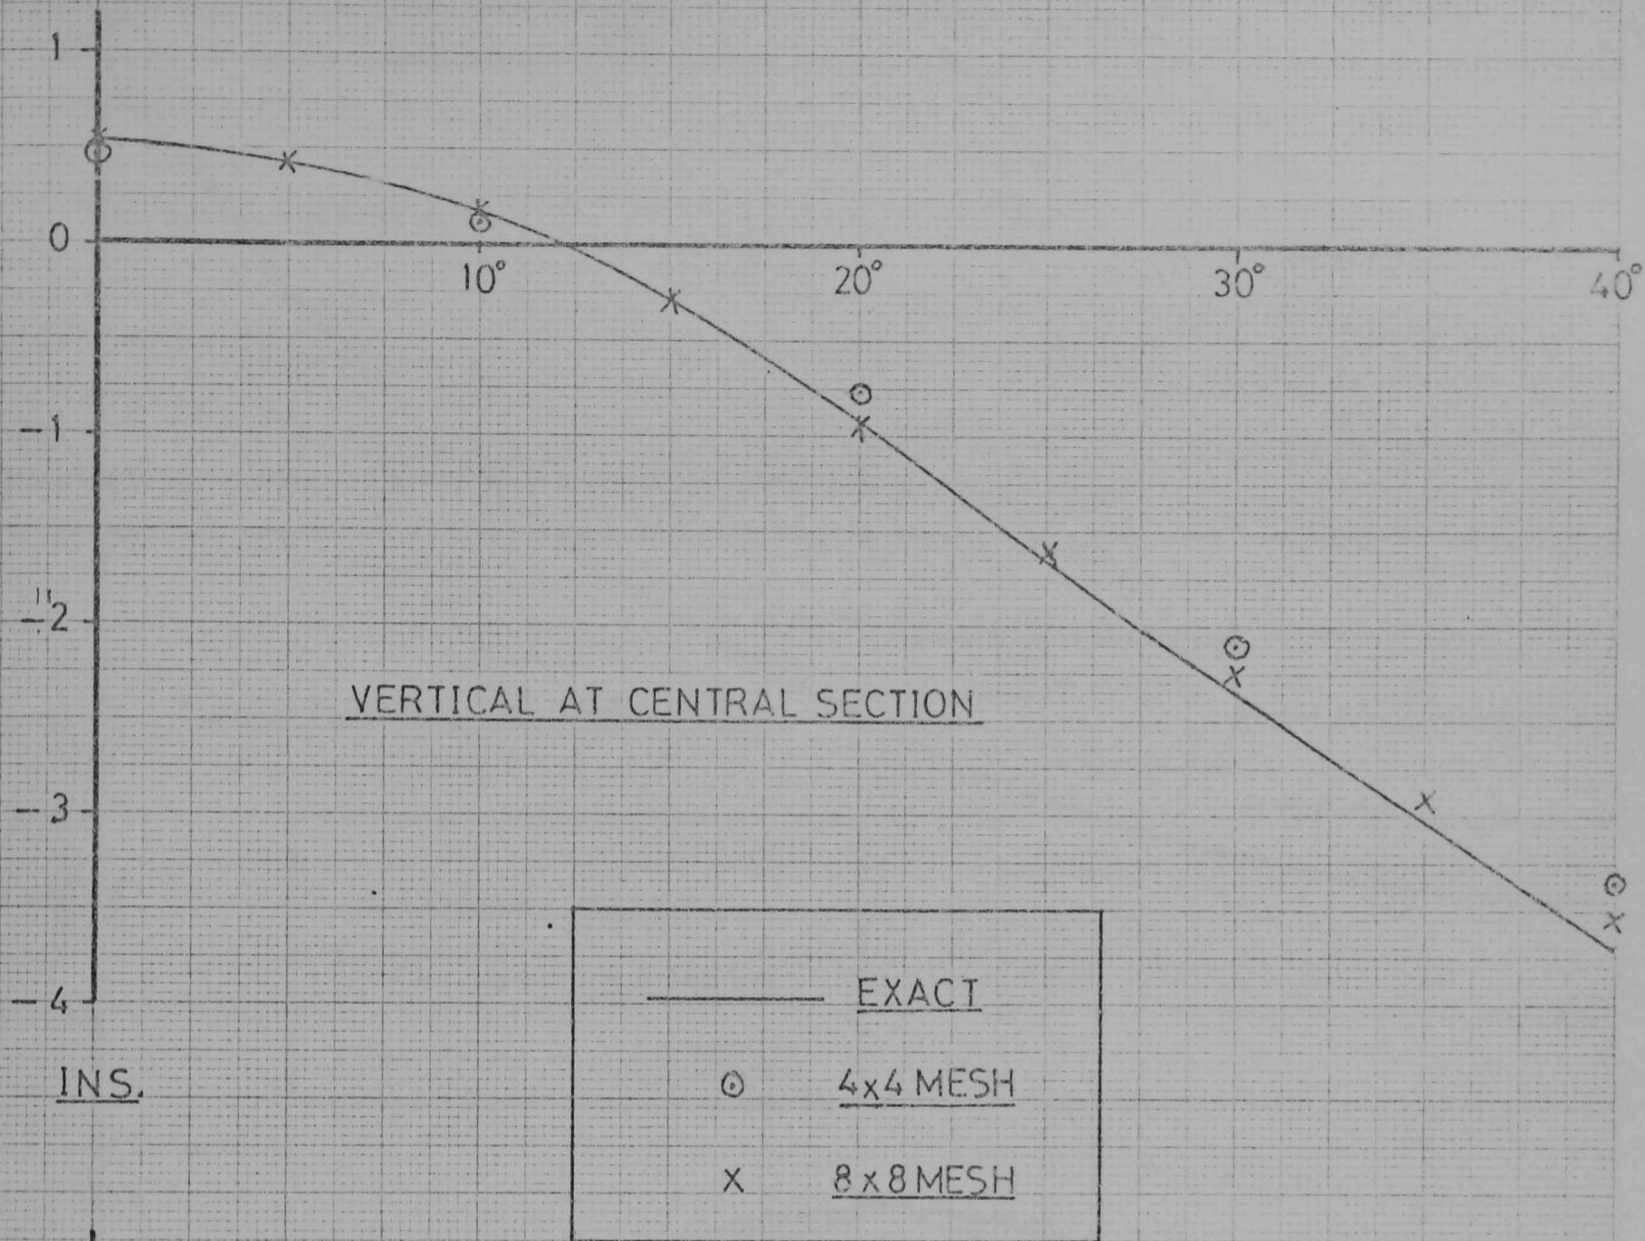 1
0
10° 20° 30° 40°
-1
-2
VERTICAL AT CENTRAL SECTION
-3
-4
EXACT
INS.
4x4 MESH
8x8 MESH